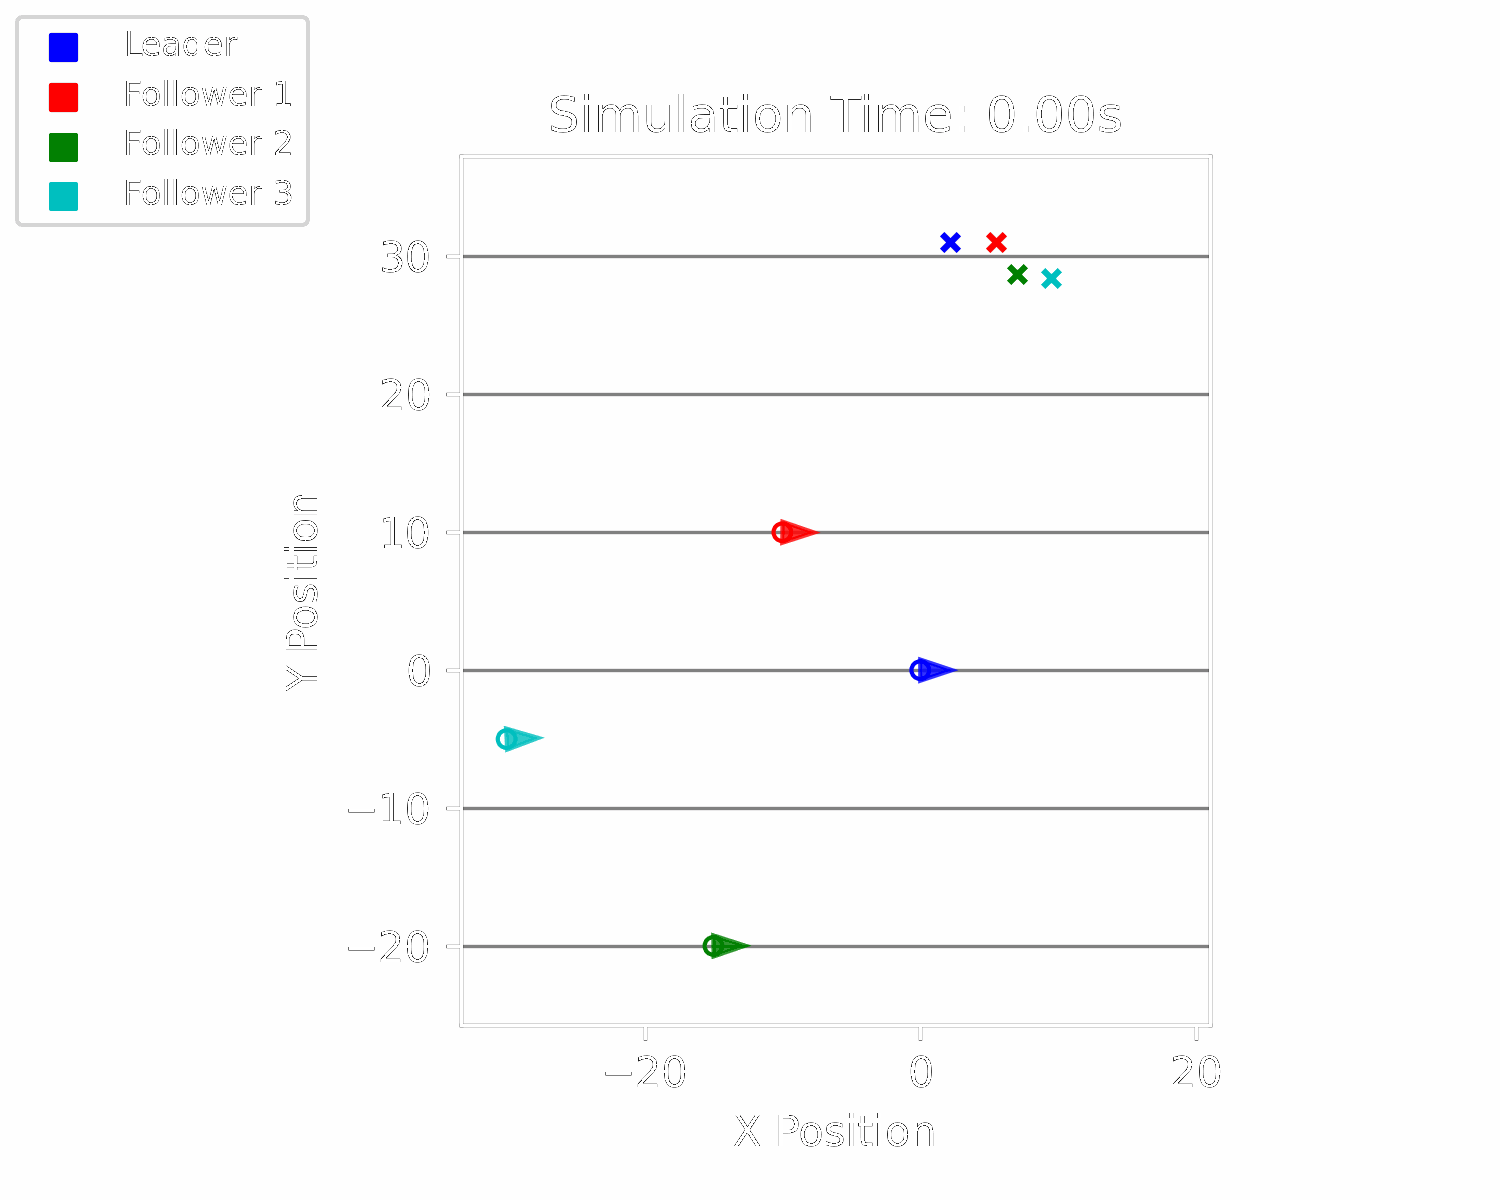 Leader
Follower 1
Follower 2
Follower 3
Simulation Time: 0.00s
30
20
10
0
−10
−20
Y Position
−20 0 20
X Position